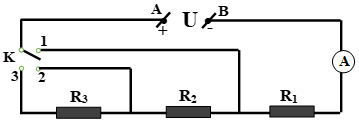 A U B
+ -
K 1
3 2
A
R₃ R₂ R₁